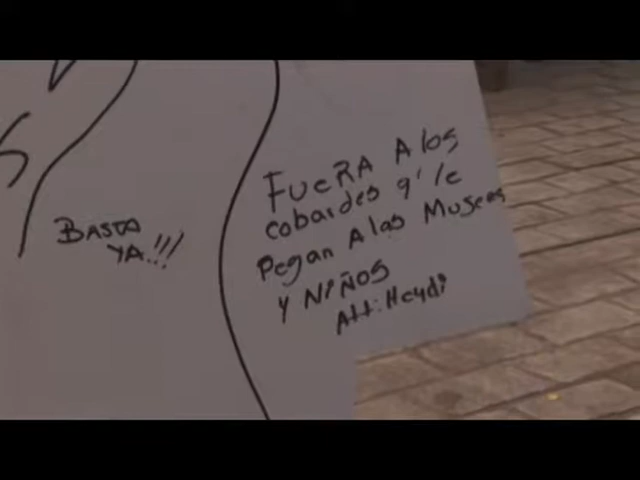 BASTA
YA!!!
FUERA A los
cobardes q' le
pegan A las Mujeres
y NIÑOS
Att: Heydi